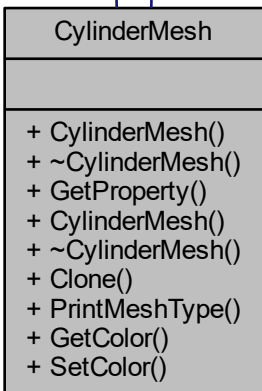 CylinderMesh
+ CylinderMesh()
+ ~CylinderMesh()
+ GetProperty()
+ CylinderMesh()
+ ~CylinderMesh()
+ Clone()
+ PrintMeshType()
+ GetColor()
+ SetColor()